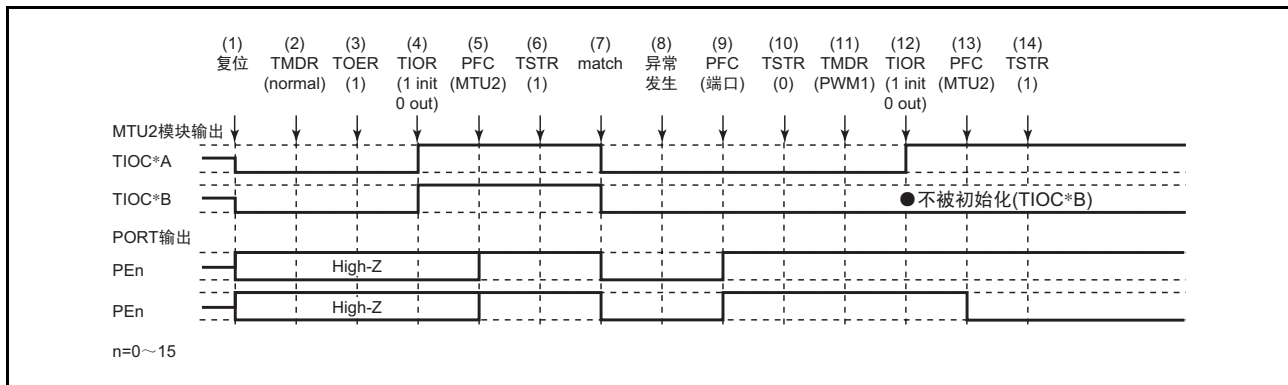 (1) (2) (3) (4) (5) (6) (7) (8) (9) (10) (11) (12) (13) (14)
复位 TMDR TOER TIOR PFC TSTR match 异常 PFC TSTR TMDR TIOR PFC TSTR
(normal) (1) (1 init (MTU2) (1) 发生 (端口) (0) (PWM1) (1 init (MTU2) (1)
0 out) 0 out)
MTU2模块输出
TIOC*A
TIOC*B ●不被初始化(TIOC*B)
PORT输出
PEn High-Z
PEn High-Z
n=0～15